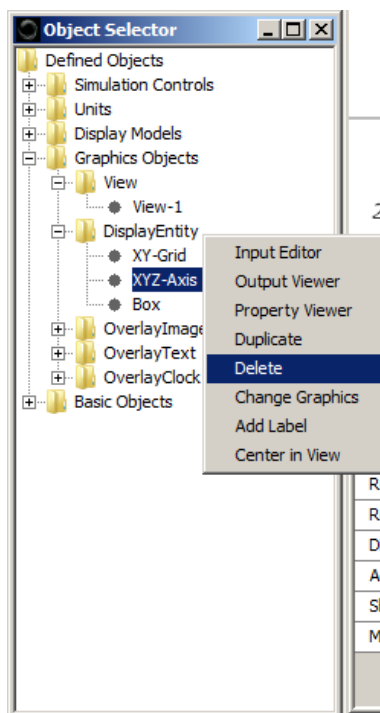 Object Selector
Defined Objects
Simulation Controls
Units
Display Models
Graphics Objects
View
View-1
DisplayEntity
XY-Grid
XYZ-Axis
Box
OverlayImage
OverlayText
OverlayClock
Basic Objects
Input Editor
Output Viewer
Property Viewer
Duplicate
Delete
Change Graphics
Add Label
Center in View
2
R
R
D
A
M